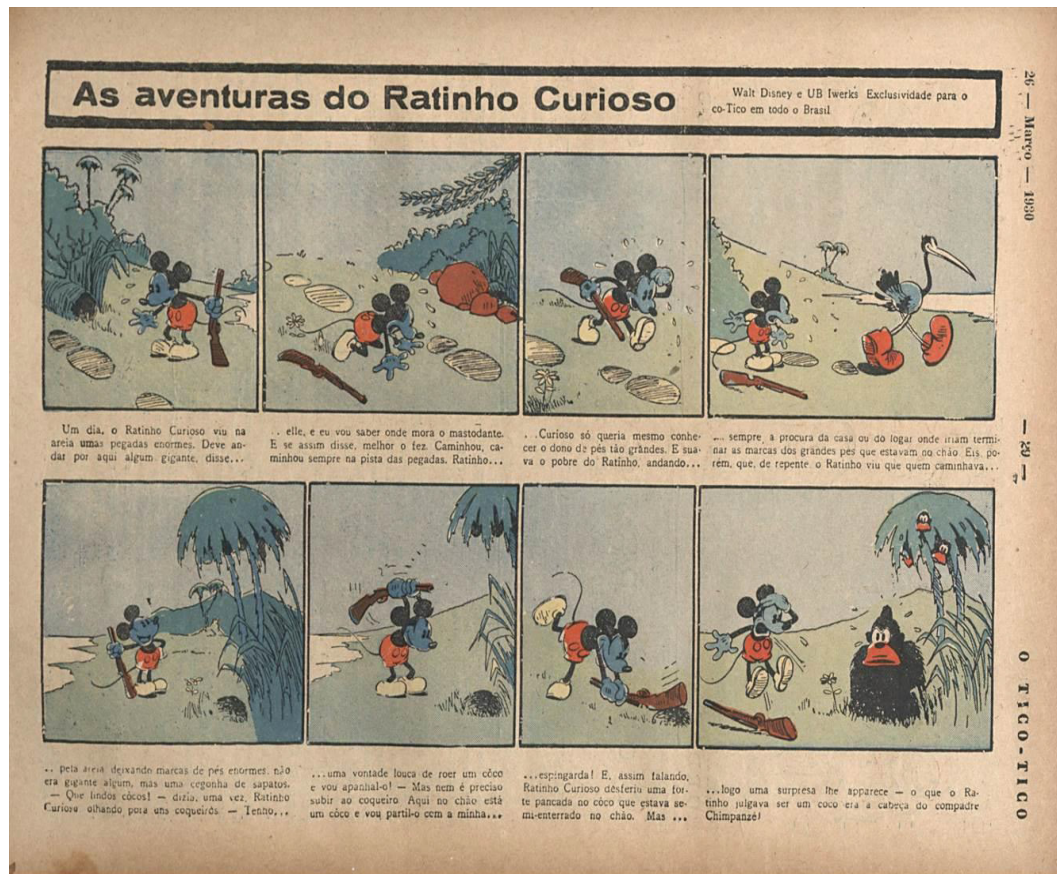 As aventuras do Ratinho Curioso
Walt Disney e UB Iwerks Exclusividade para o
co-Tico em todo o Brasil
26 — Março — 1930
Um dia, o Ratinho Curioso viu na
areia umas pegadas enormes. Deve an-
dar por aqui algum gigante, disse...
.. elle, e eu vou saber onde mora o mastodante.
E se assim disse, melhor o fez. Caminhou, ca-
minhou sempre na pista das pegadas. Ratinho...
...Curioso só queria mesmo conhe-
cer o dono de pés tão grândes. E sua-
va o pobre do Ratinho, andando...
... sempre, a procura da casa ou do logar onde iriam termi-
nar as marcas dos grandes pés que estavam no chão. Eis, po-
rém, que, de repente, o Ratinho viu que quem caminhava...
— 29 —
.. pela areia, deixando marcas de pés enormes, não
era gigante algum, mas uma cegonha de sapatos.
— Que lindos côcos! — dizia, uma vez, Ratinho
Curioso olhando para uns coqueiros. — Tenho,..
...uma vontade louca de roer um côco
e vou apanhal-o! — Mas nem é preciso
subir ao coqueiro. Aqui no chão está
um côco e vou partil-o com a minha...
...espingarda! E, assim falando,
Ratinho Curioso desferiu uma for-
te pancada no côco que estava se-
mi-enterrado no chão. Mas ...
...logo uma surpresa lhe apparece — o que o Ra-
tinho julgava ser um coco era a cabeça do compadre
Chimpanzé!
O TICO-TICO